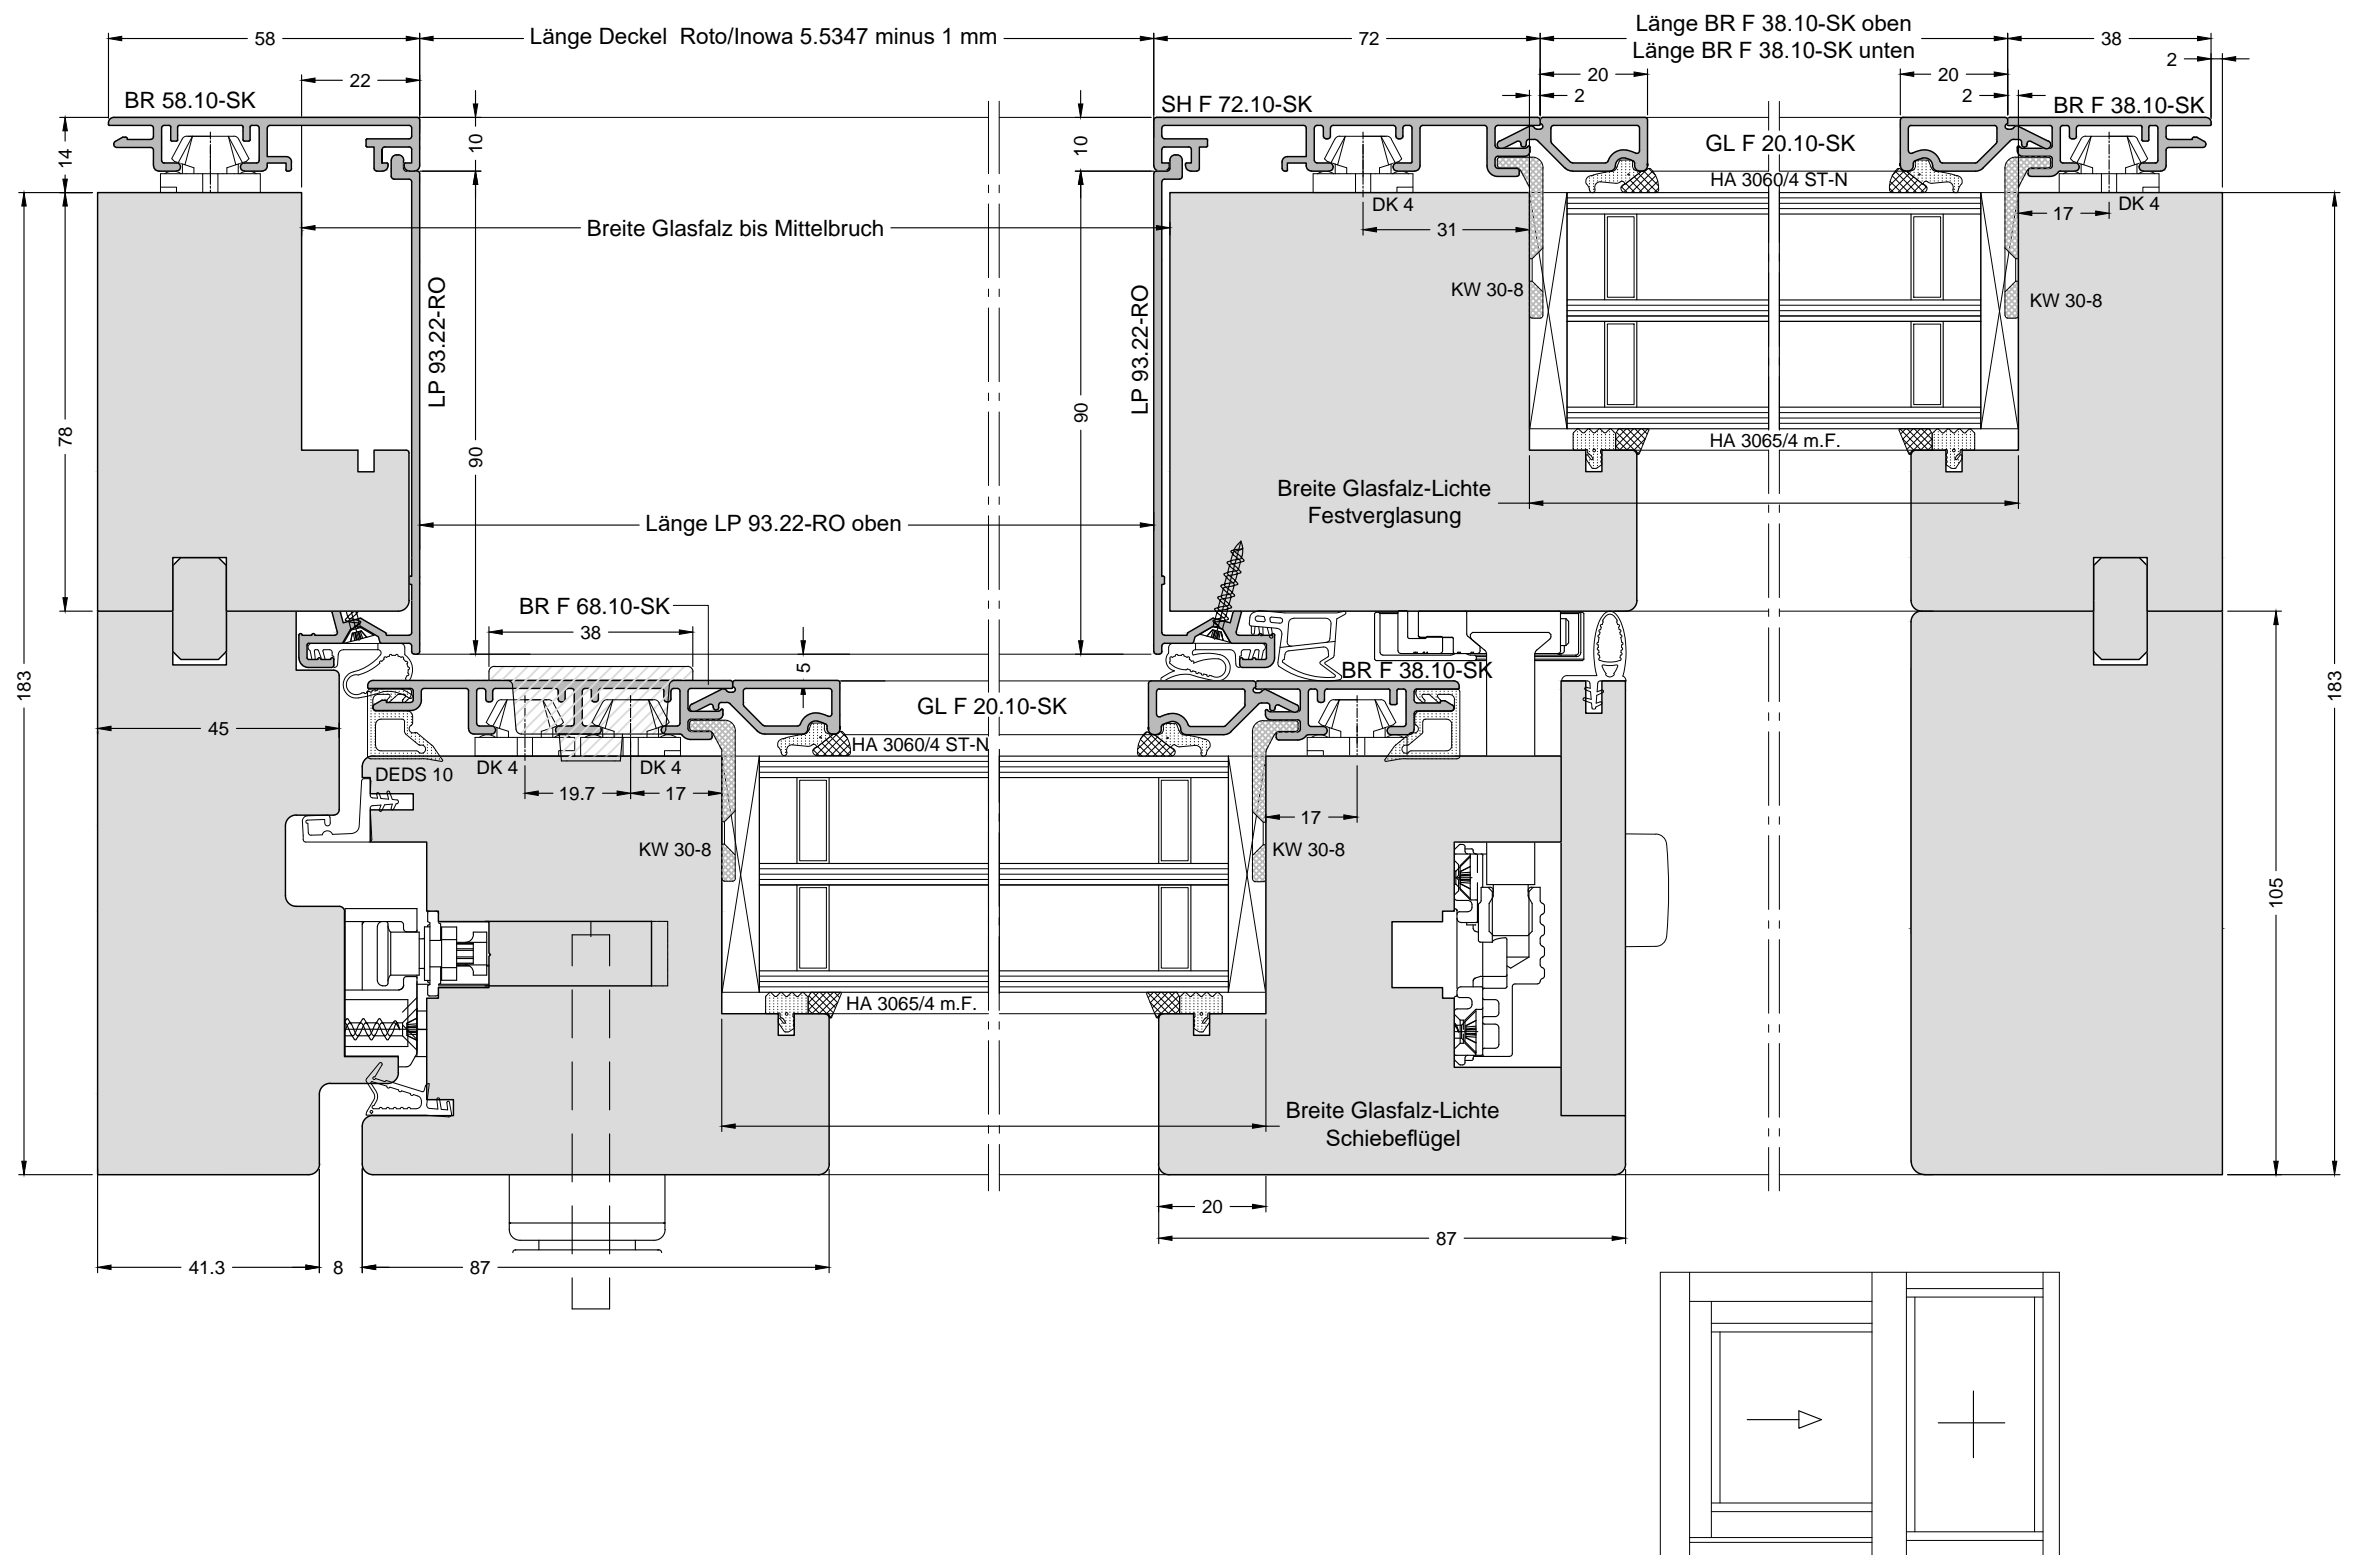 58
Länge Deckel Roto/Inowa 5.5347 minus 1 mm
72
Länge BR F 38.10-SK oben
Länge BR F 38.10-SK unten
38
2
22
20
20
2
2
BR 58.10-SK
SH F 72.10-SK
BR F 38.10-SK
14
10
10
GL F 20.10-SK
HA 3060/4 ST-N
DK 4
DK 4
17
31
Breite Glasfalz bis Mittelbruch
LP 93.22-RO
LP 93.22-RO
KW 30-8
KW 30-8
78
90
90
HA 3065/4 m.F.
Breite Glasfalz-Lichte
Festverglasung
Länge LP 93.22-RO oben
BR F 68.10-SK
38
5
BR F 38.10-SK
183
183
GL F 20.10-SK
45
HA 3060/4 ST-N
DEDS 10
DK 4
DK 4
19.7
17
17
KW 30-8
KW 30-8
105
HA 3065/4 m.F.
Breite Glasfalz-Lichte
Schiebeflügel
20
87
41.3
8
87